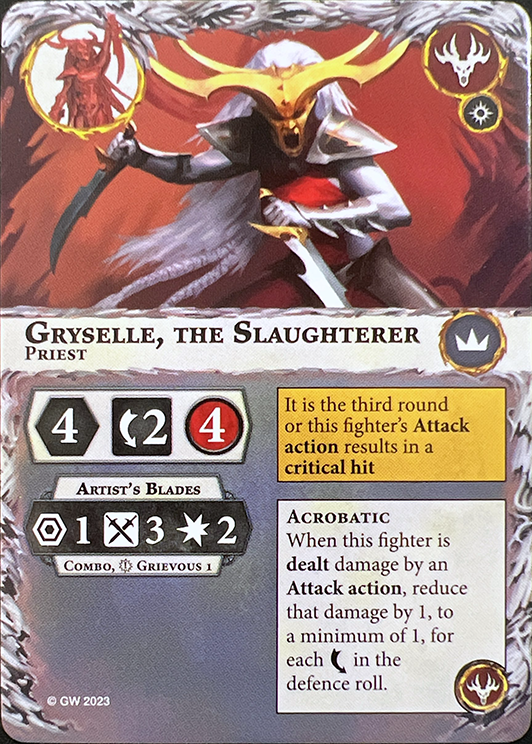 Gryselle, the Slaughterer
Priest
4 2 4
Artist's Blades
1 3 2
Combo, Grievous 1
It is the third round
or this fighter's Attack
action results in a
critical hit
Acrobatic
When this fighter is
dealt damage by an
Attack action, reduce
that damage by 1, to
a minimum of 1, for
each in the
defence roll.
© GW 2023